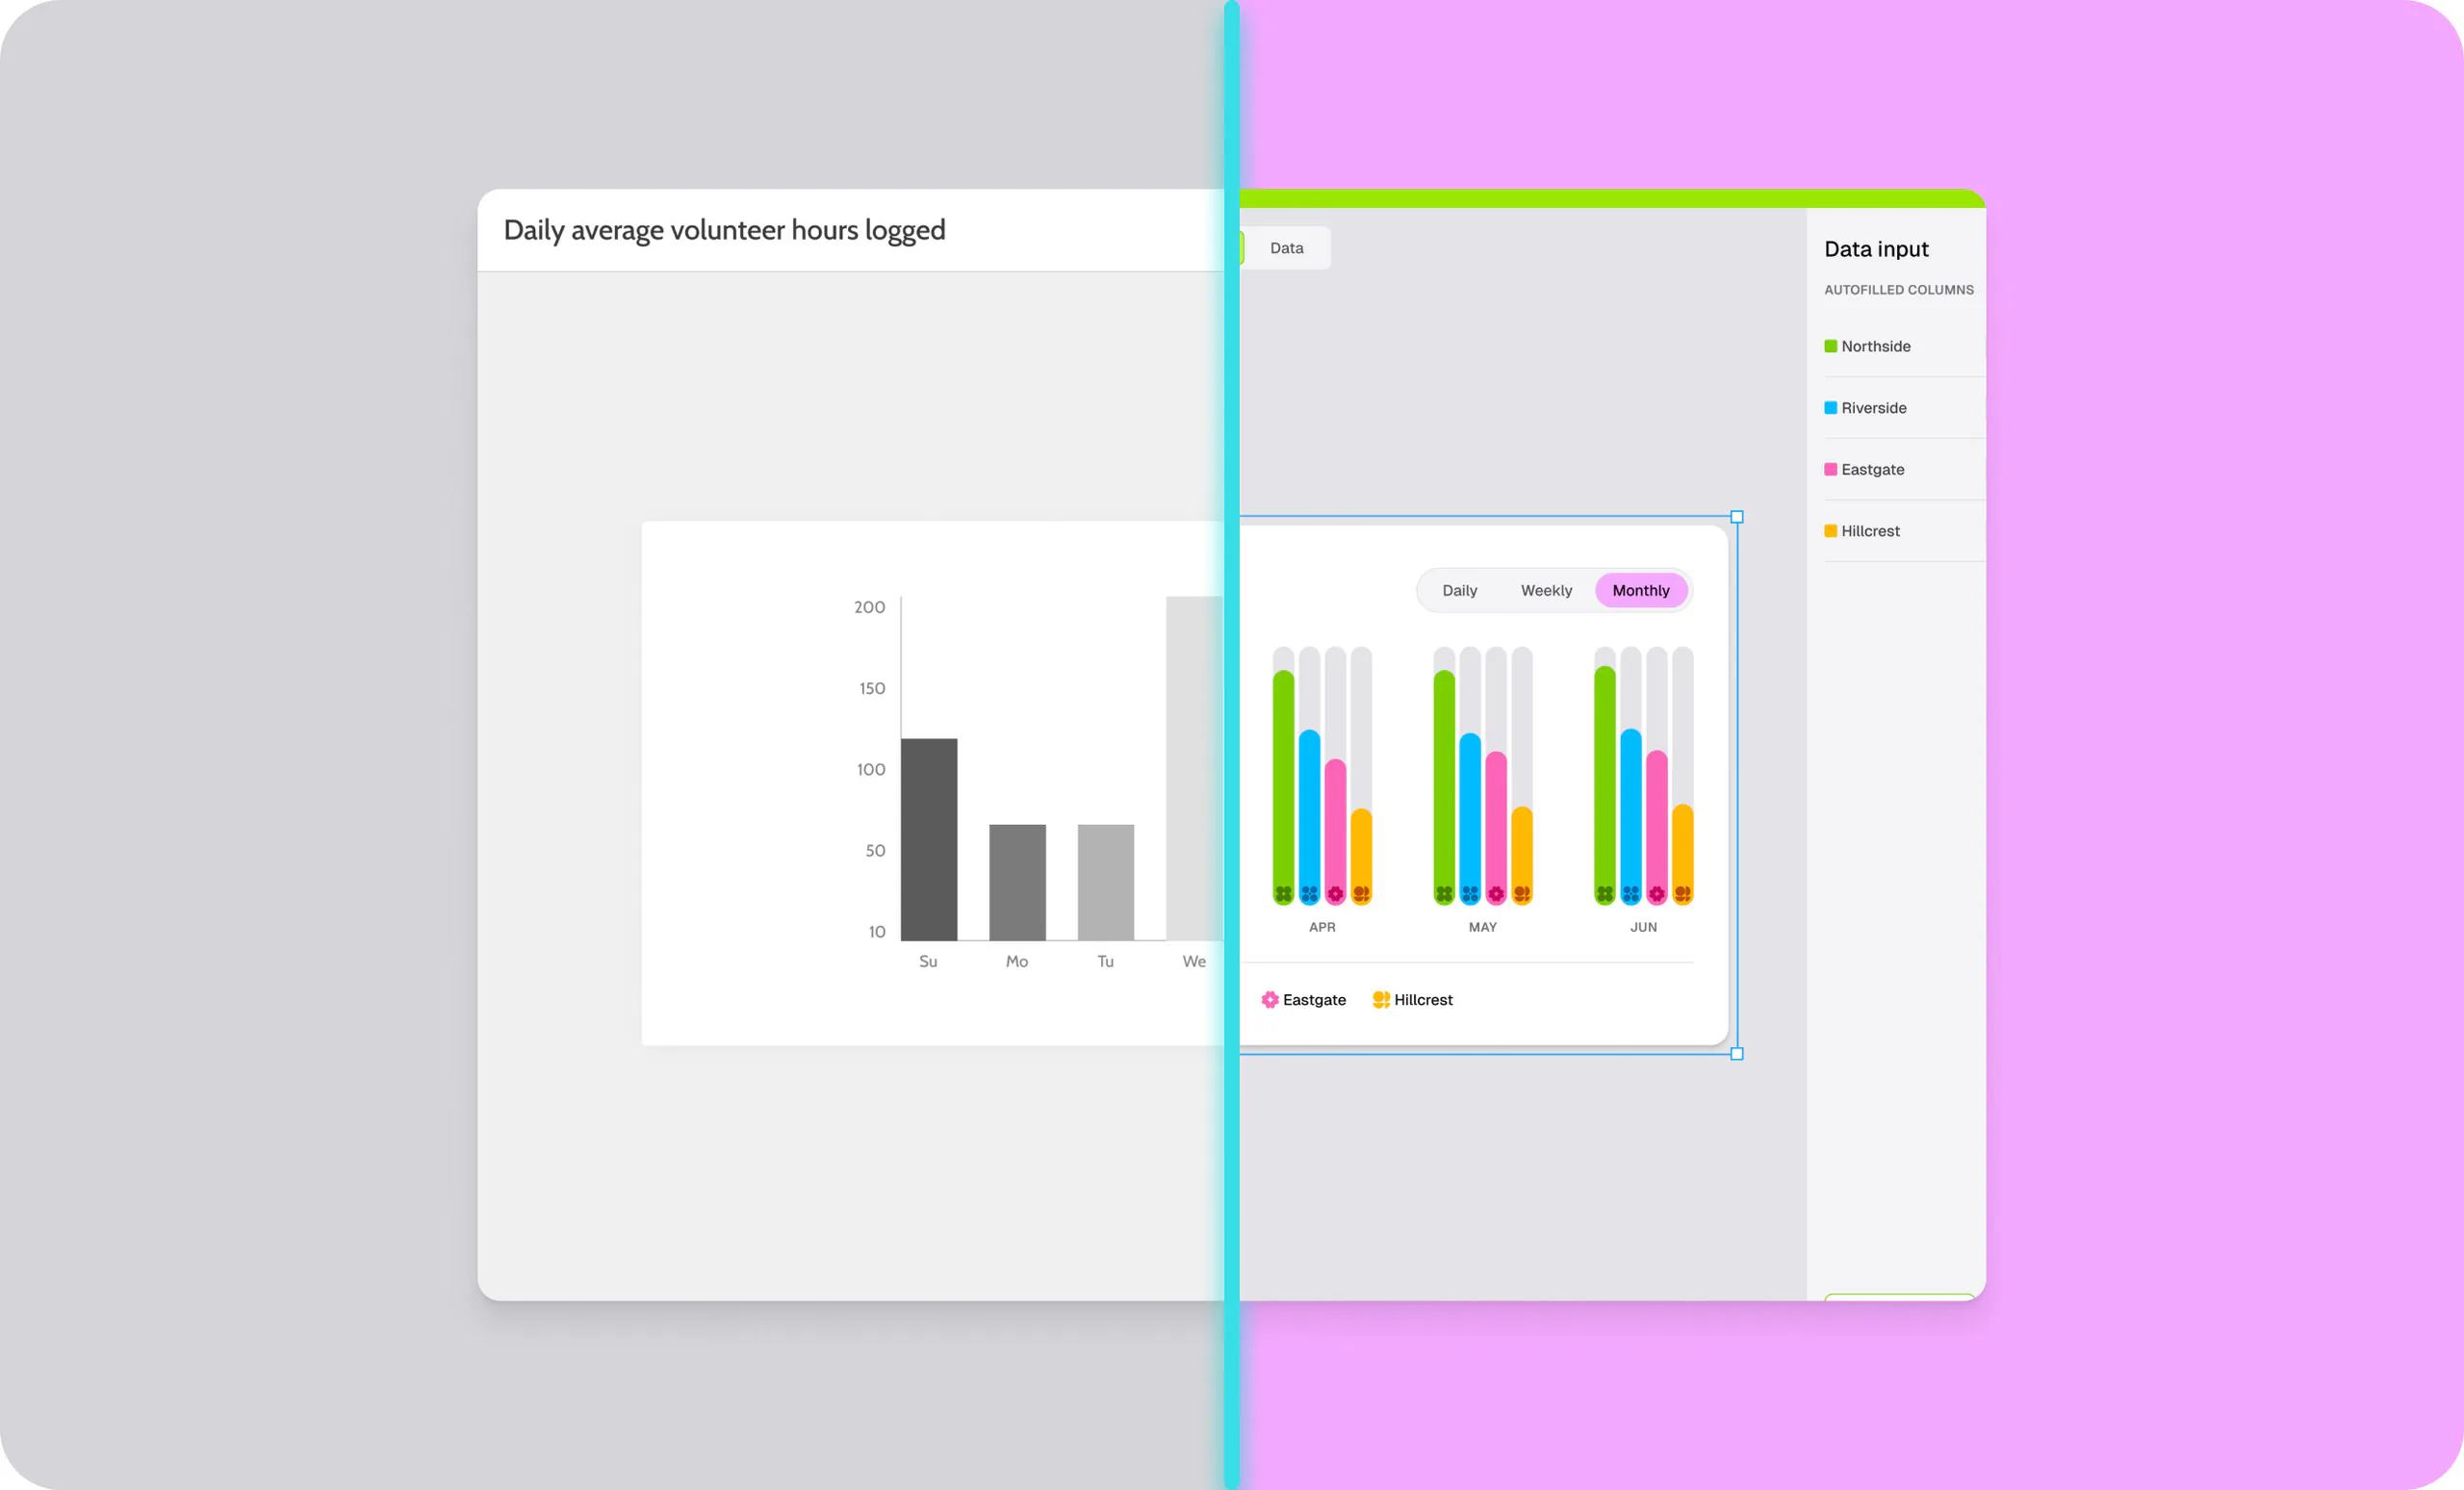 Daily average volunteer hours logged
200
150
100
50
10
Su Mo Tu We
Data
Daily Weekly Monthly
APR MAY JUN
Eastgate Hillcrest
Data input
AUTOFILLED COLUMNS
Northside
Riverside
Eastgate
Hillcrest